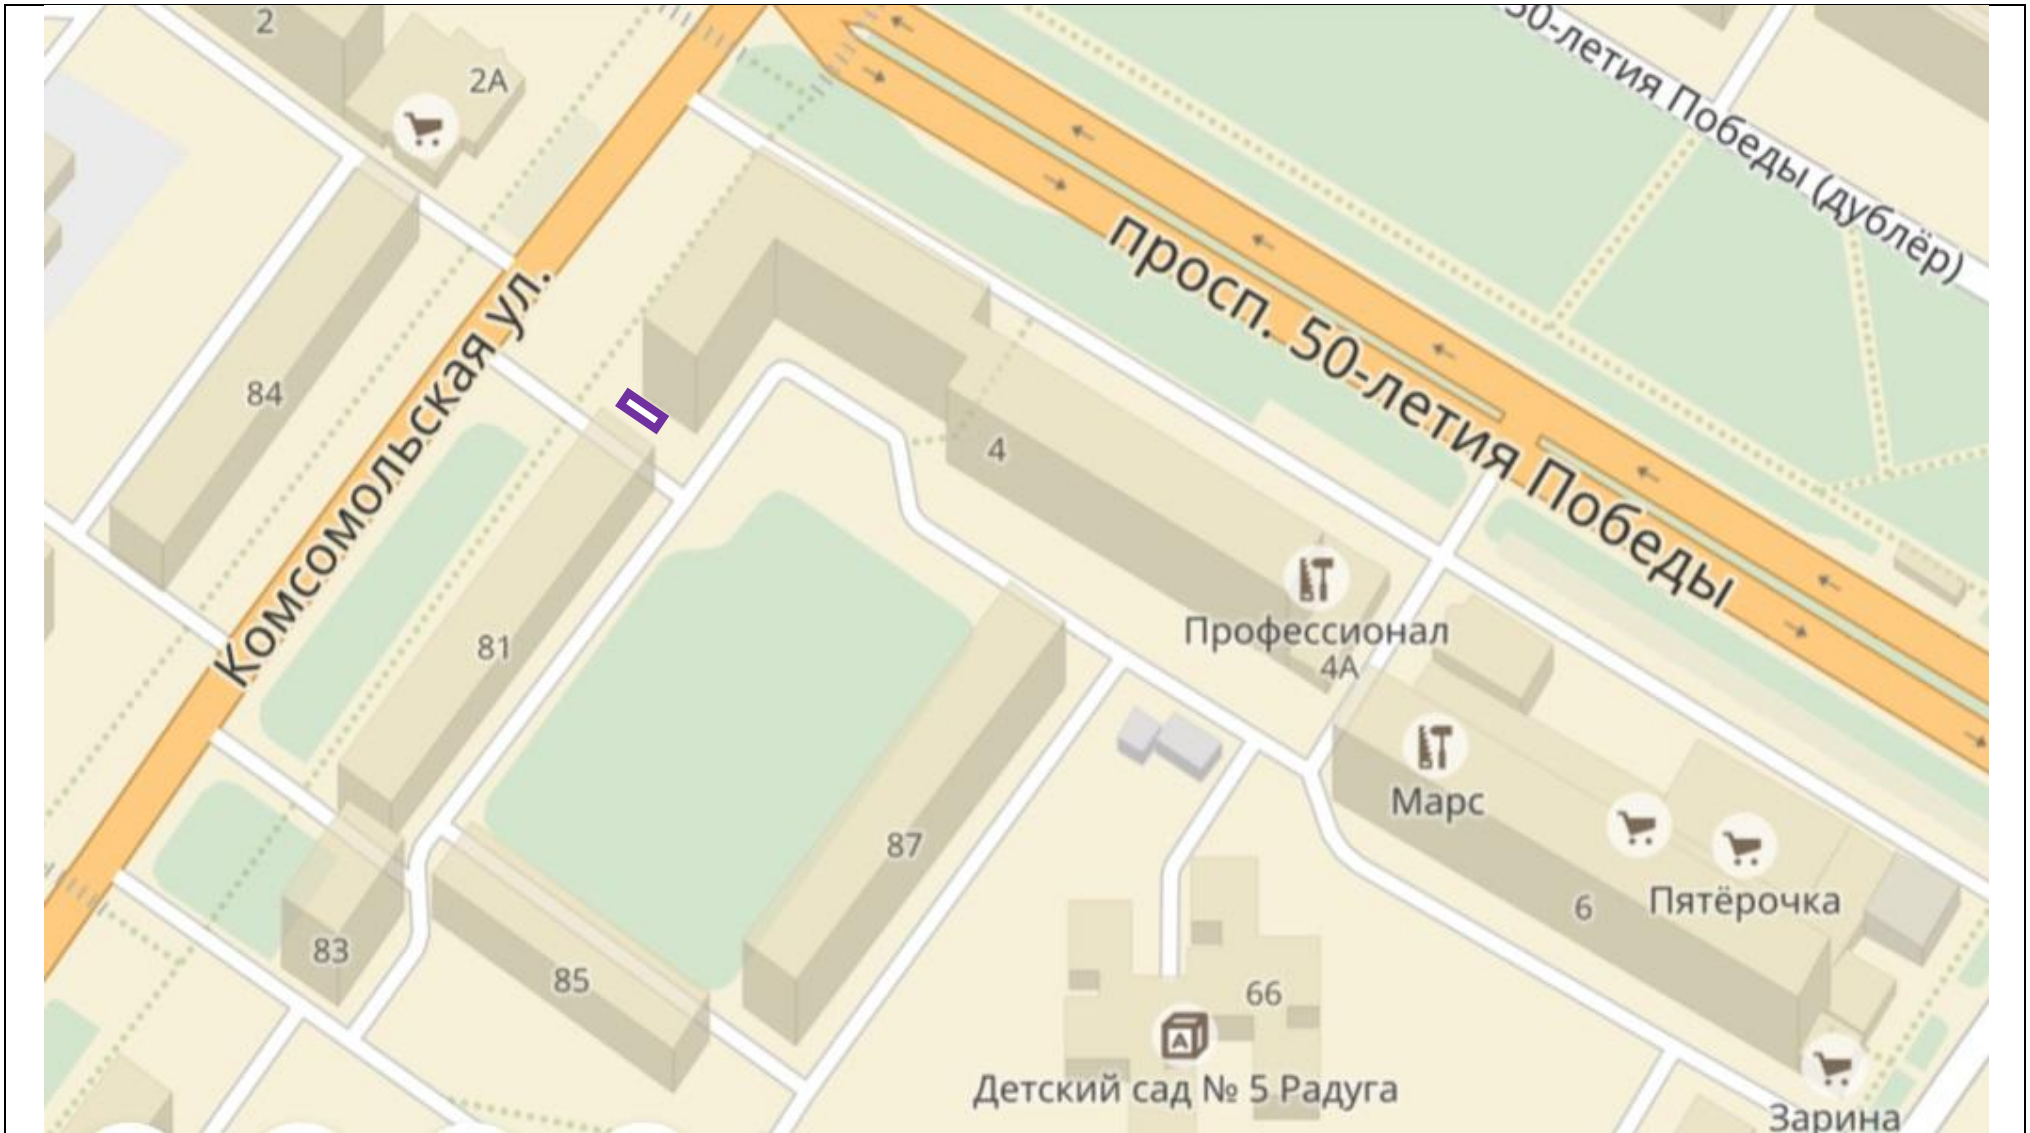 2
2А
50-летия Победы (дублёр)
просп. 50-летия Победы
Комсомольская ул.
84
4
Профессионал
4А
81
Марс
87
Пятёрочка
6
83
85
66
Детский сад № 5 Радуга
Зарина